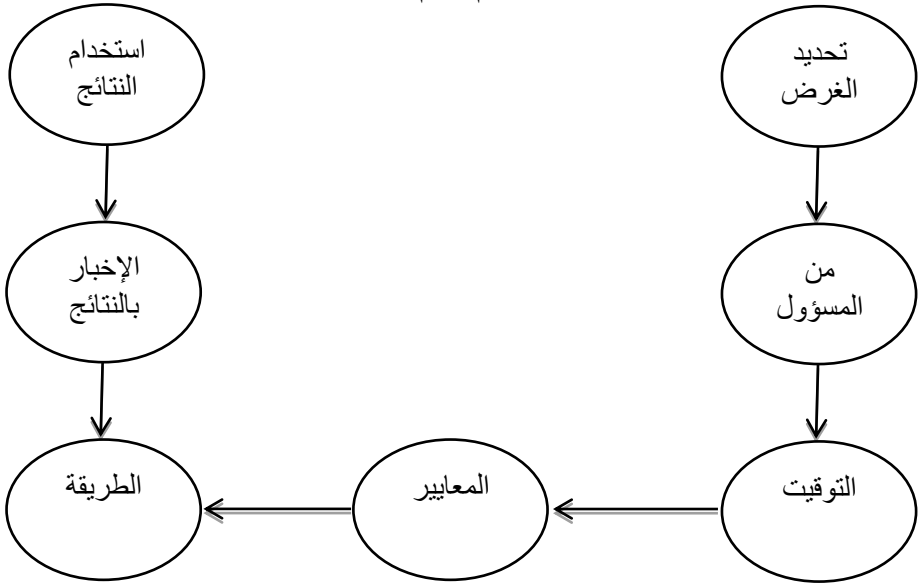 تحديد
الغرض
من
المسؤول
التوقيت
المعايير
الطريقة
الإخبار
بالنتائج
استخدام
النتائج